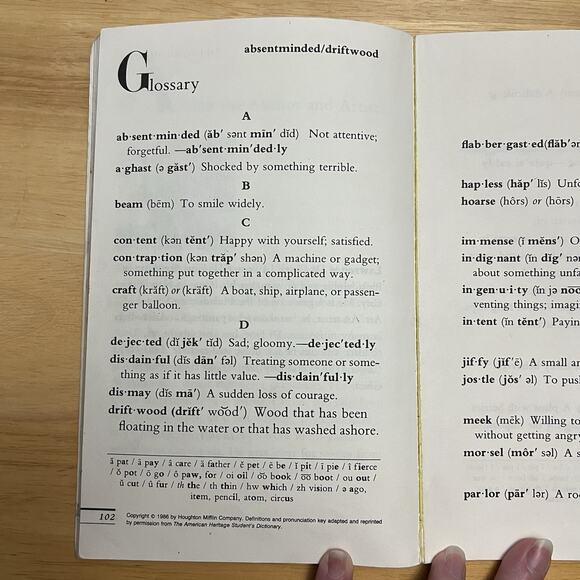 absentminded/driftwood
Glossary
A
ab·sent·min·ded (ăb′ sənt mīn′ dĭd) Not attentive;
forgetful. —ab′sent·min′ded·ly
a·ghast (ə găst′) Shocked by something terrible.
B
beam (bēm) To smile widely.
C
con·tent (kən tĕnt′) Happy with yourself; satisfied.
con·trap·tion (kən trăp′ shən) A machine or gadget;
something put together in a complicated way.
craft (krăft) or (kräft) A boat, ship, airplane, or passen-
ger balloon.
D
de·jec·ted (dĭ jĕk′ tĭd) Sad; gloomy.—de·jec′ted·ly
dis·dain·ful (dĭs dān′ fəl) Treating someone or some-
thing as if it has little value. —dis·dain′ful·ly
dis·may (dĭs mā′) A sudden loss of courage.
drift·wood (drĭft′ wo͝od′) Wood that has been
floating in the water or that has washed ashore.
ă pat / ā pay / â care / ä father / ĕ pet / ē be / ĭ pit / ī pie / î fierce
/ ŏ pot / ō go / ô paw, for / oi oil / o͝o book / o͞o boot / ou out /
ŭ cut / û fur / th the / th thin / hw which / zh vision / ə ago,
item, pencil, atom, circus
102 Copyright © 1986 by Houghton Mifflin Company. Definitions and pronunciation key adapted and reprinted
by permission from The American Heritage Student's Dictionary.
flab·ber·gast·ed(flăb′ər
hap·less (hăp′ lĭs)
hoarse (hôrs) or (hōrs)
im·mense (ĭ mĕns′)
in·dig·nant (ĭn dĭg′
about something unfa
in·gen·u·i·ty (ĭn jə
venting things;
in·tent (ĭn tĕnt′)
jif·fy (jĭf′ē) A small
jos·tle (jŏs′ əl) To
meek (mēk) Willing to
without getting angry
mor·sel (môr′ səl) A
par·lor (pär′ lər) A